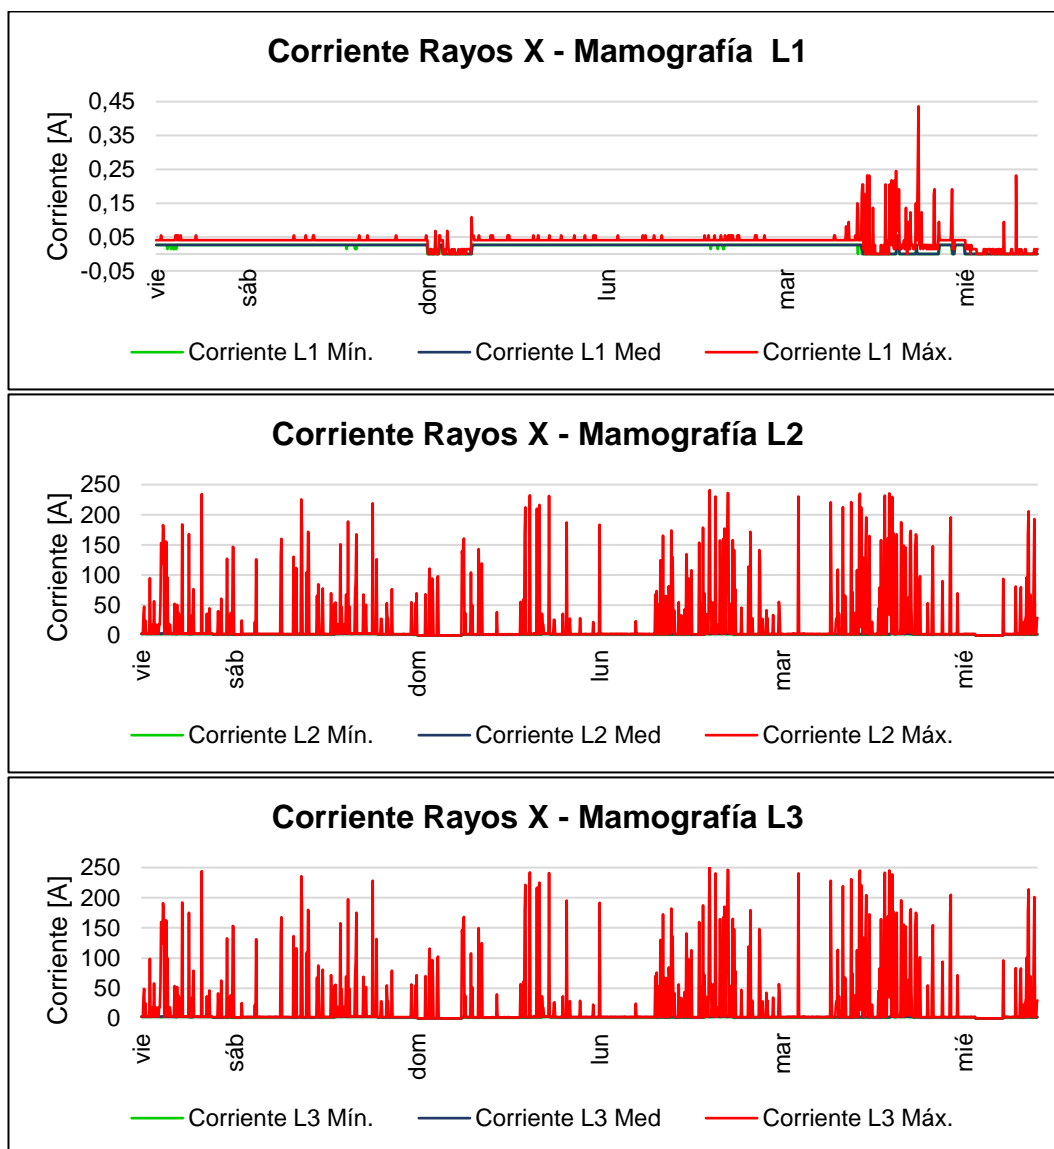 Corriente Rayos X - Mamografía  L1
Corriente [A]
0,45
0,35
0,25
0,15
0,05
-0,05
vie
sáb
dom
lun
mar
mié
Corriente L1 Mín.
Corriente L1 Med
Corriente L1 Máx.
Corriente Rayos X - Mamografía L2
Corriente [A]
250
200
150
100
50
0
vie
sáb
dom
lun
mar
mié
Corriente L2 Mín.
Corriente L2 Med
Corriente L2 Máx.
Corriente Rayos X - Mamografía L3
Corriente [A]
250
200
150
100
50
0
vie
sáb
dom
lun
mar
mié
Corriente L3 Mín.
Corriente L3 Med
Corriente L3 Máx.